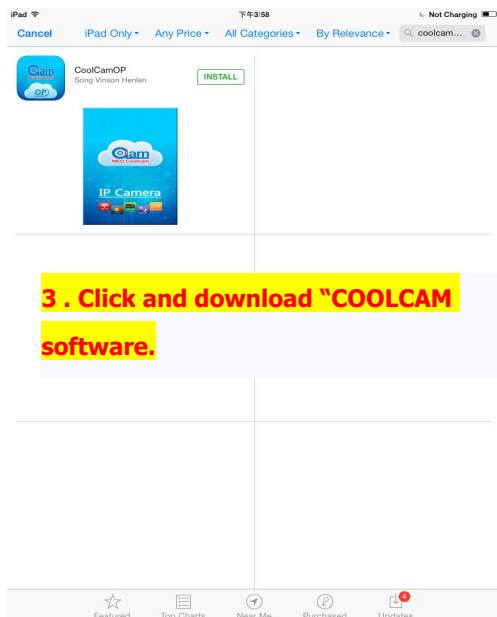 iPad 下午3:58 Not Charging
Cancel iPad Only Any Price All Categories By Relevance coolcam...
CoolCamOP
Song Vinson Henlen
INSTALL
Cam
OP
Cam
NEO Coolcam
IP Camera
3 . Click and download “COOLCAM
software.
4
Featured Top Charts Near Me Purchased Updates